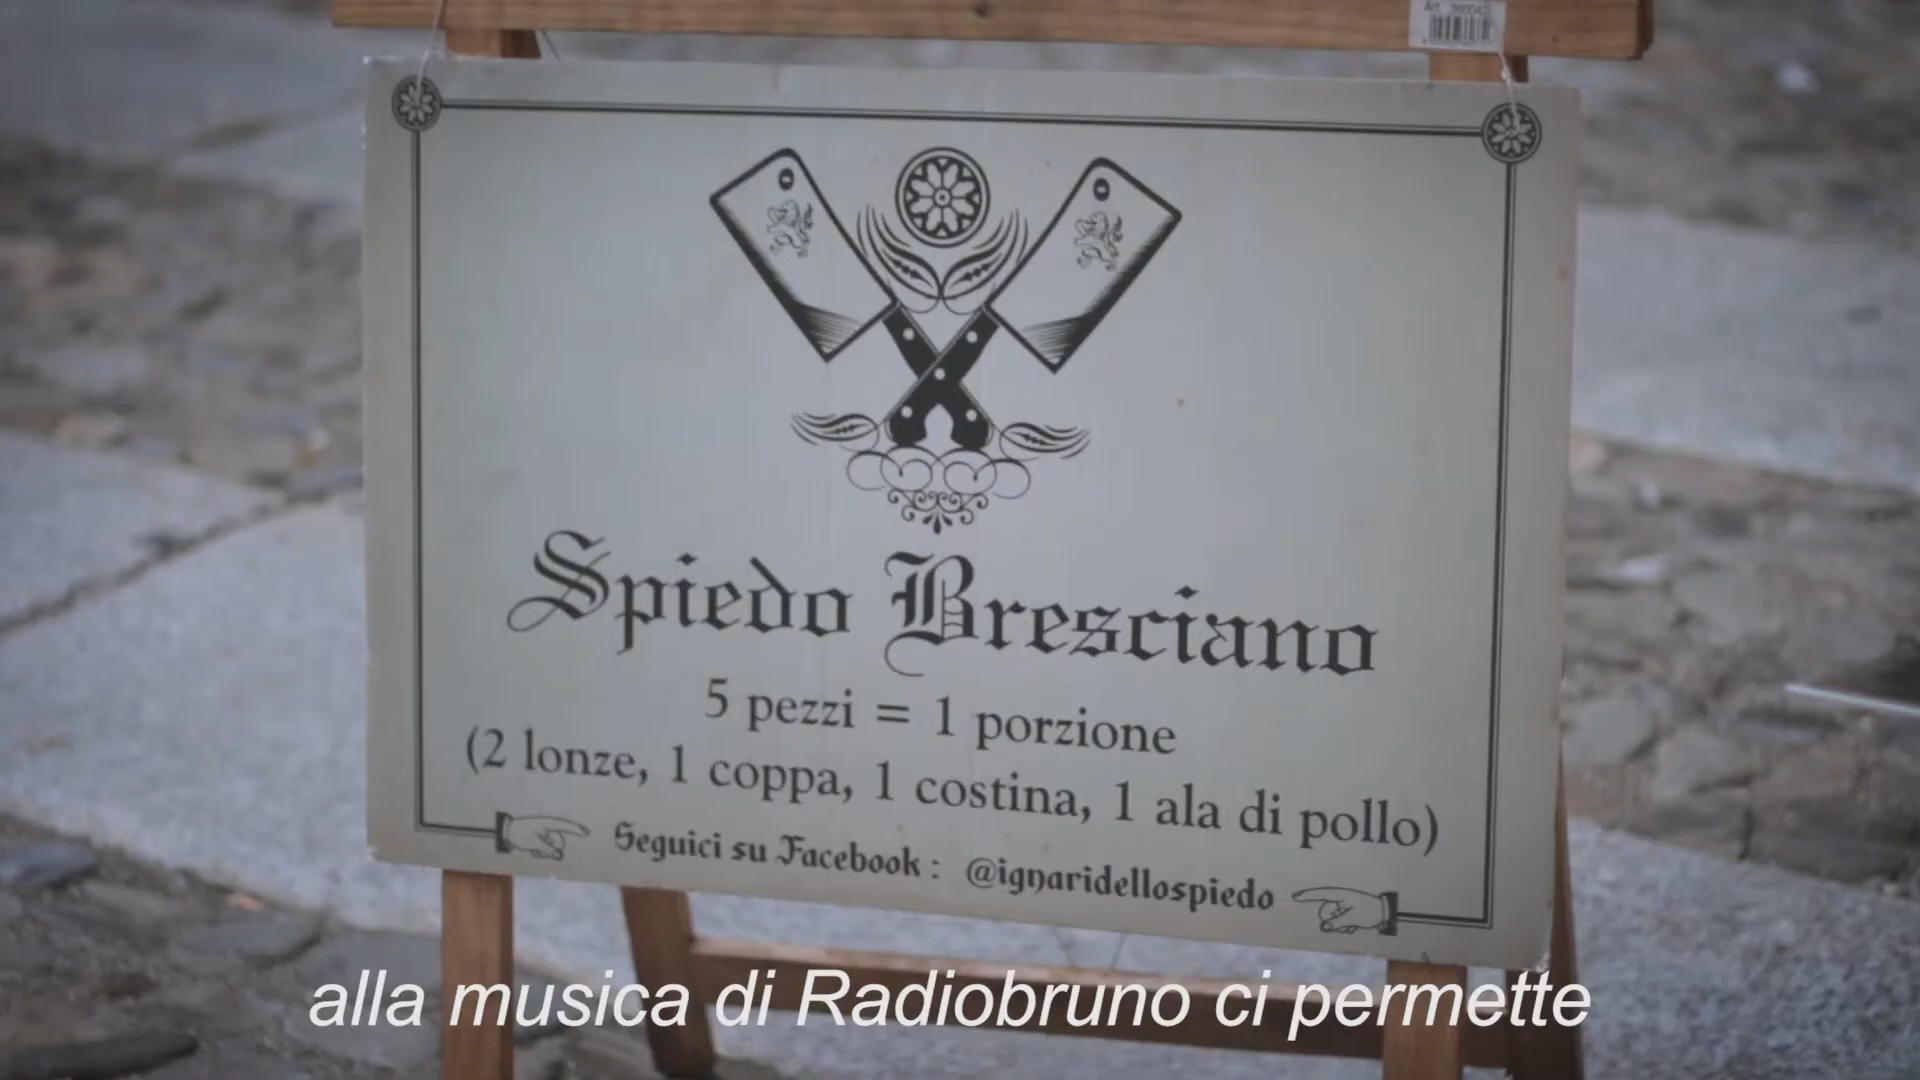 Spiedo Bresciano
5 pezzi = 1 porzione
(2 lonze, 1 coppa, 1 costina, 1 ala di pollo)
Seguici su Facebook : @ignaridellospiedo
alla musica di Radiobruno ci permette